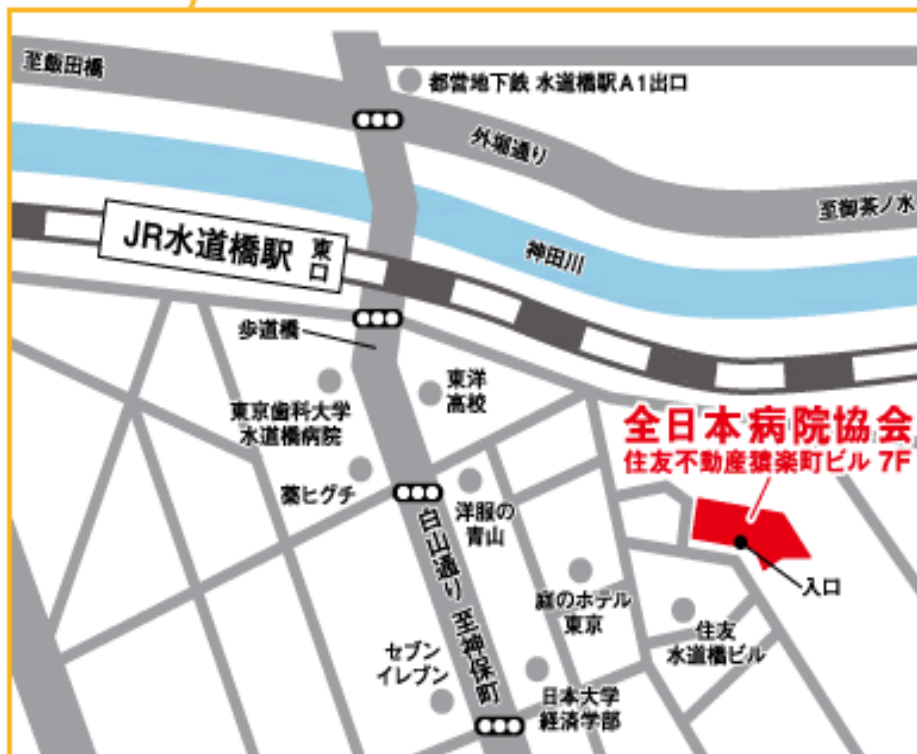 至飯田橋
都営地下鉄 水道橋駅A1出口
外堀通り
至御茶ノ水
JR水道橋駅
東口
神田川
歩道橋
東洋
高校
東京歯科大学
水道橋病院
全日本病院協会
住友不動産猿楽町ビル 7F
薬ヒグチ
洋服の
青山
白山通り 至神保町
入口
庭のホテル
東京
住友
水道橋ビル
セブン
イレブン
日本大学
経済学部